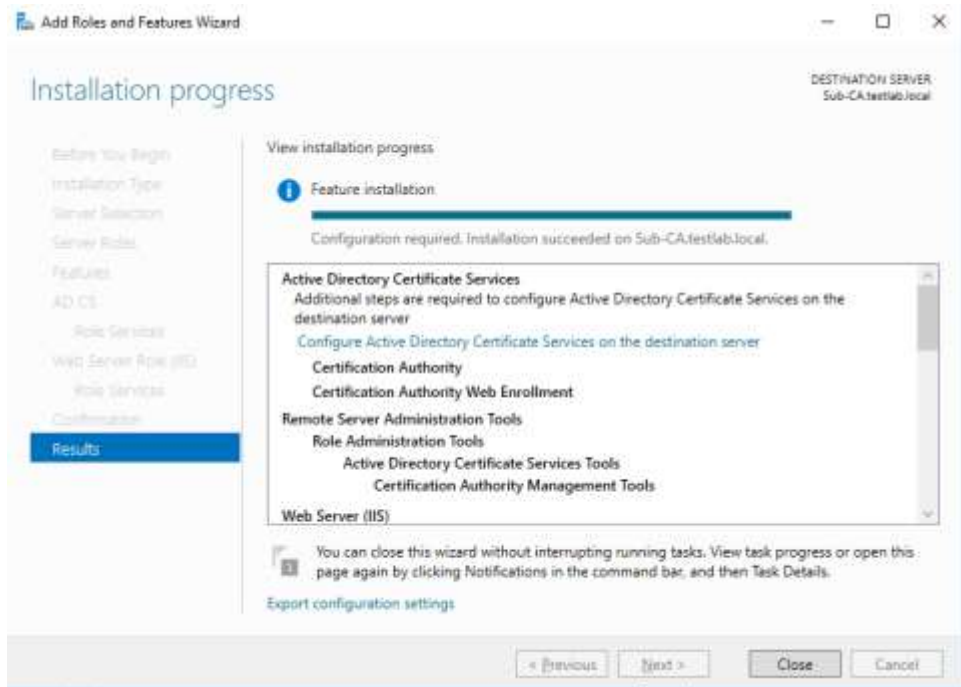 Add Roles and Features Wizard
Installation progress
DESTINATION SERVER
Sub-CA.testlab.local
Before You Begin
Installation Type
Server Selection
Server Roles
Features
AD CS
Role Services
Web Server Role (IIS)
Role Services
Confirmation
Results
View installation progress
Feature installation
Configuration required. Installation succeeded on Sub-CA.testlab.local.
Active Directory Certificate Services
Additional steps are required to configure Active Directory Certificate Services on the
destination server
Configure Active Directory Certificate Services on the destination server
Certification Authority
Certification Authority Web Enrollment
Remote Server Administration Tools
Role Administration Tools
Active Directory Certificate Services Tools
Certification Authority Management Tools
Web Server (IIS)
You can close this wizard without interrupting running tasks. View task progress or open this
page again by clicking Notifications in the command bar, and then Task Details.
Export configuration settings
< Previous
Next >
Close
Cancel